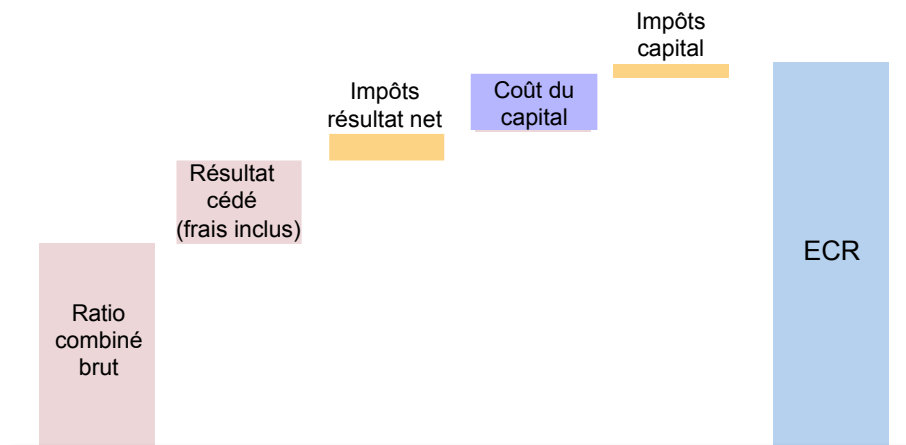 Ratio
combiné
brut
Résultat
cédé
(frais inclus)
Impôts
résultat net
Coût du
capital
Impôts
capital
ECR